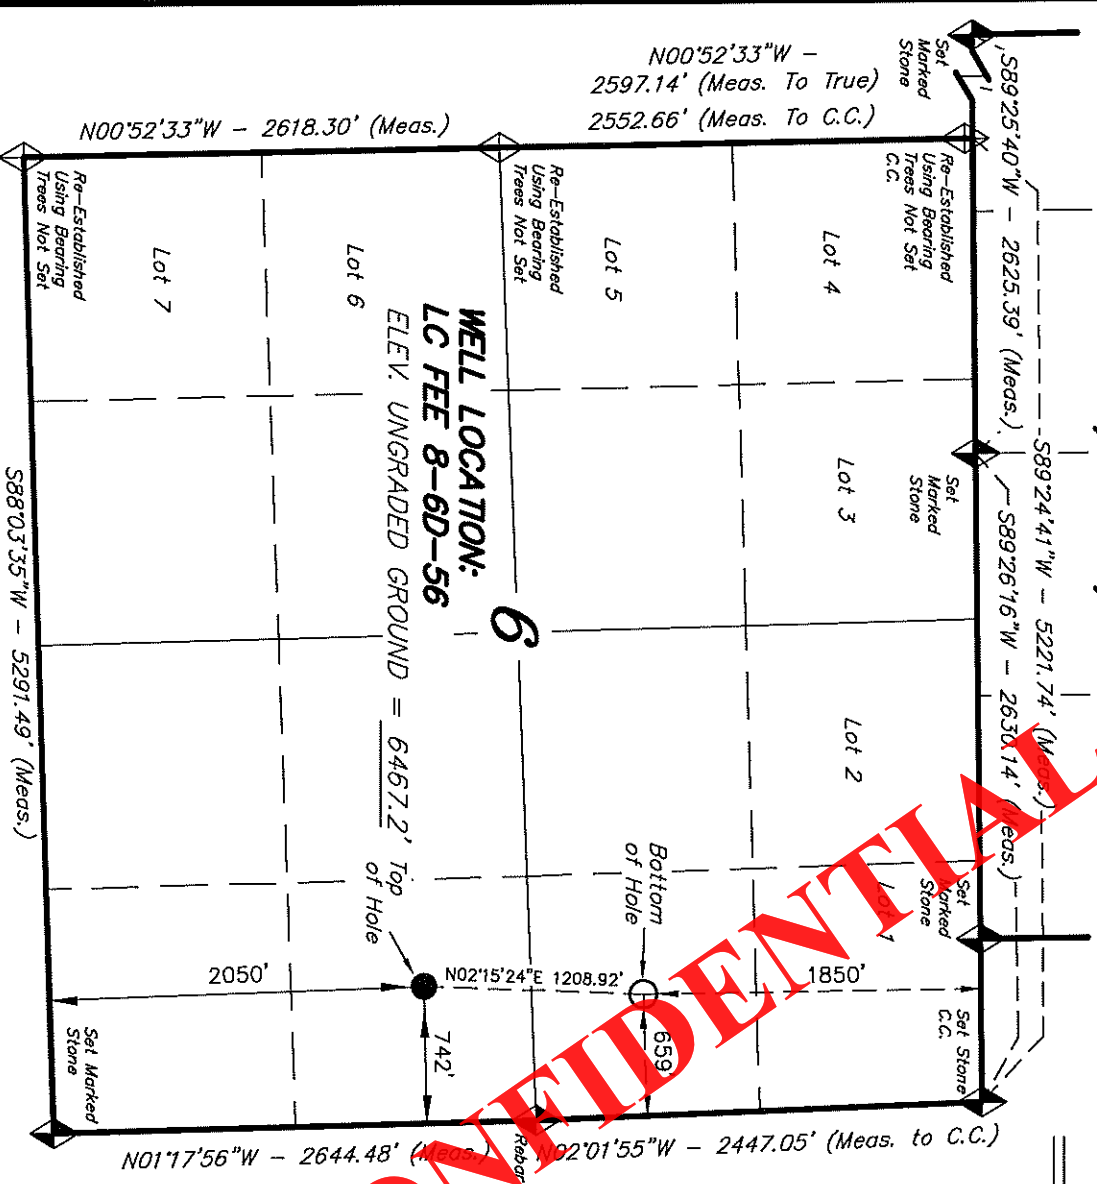 N00°52'33"W –
2597.14' (Meas. To True)
2552.66' (Meas. To C.C.)
N00°52'33"W – 2618.30' (Meas.)
Set
Marked
Stone
S89°25'40"W – 2625.39' (Meas.)
S89°24'41"W – 5221.74' (Meas.)
S89°26'16"W – 2630.14' (Meas.)
Re–Established
Using Bearing
Trees Not Set
C.C.
Re–Established
Using Bearing
Trees Not Set
Re–Established
Using Bearing
Trees Not Set
Lot 4
Lot 5
Lot 6
Lot 7
Set
Marked
Stone
Lot 3
Lot 2
Lot 1
WELL LOCATION:
LC FEE 8–6D–56
ELEV. UNGRADED GROUND = 6467.2'
6
Set
Marked
Stone
Bottom
of Hole
Top
of Hole
2050'
N02°15'24"E 1208.92'
1850'
742'
659'
Set Stone
C.C.
Set Marked
Stone
S88°03'35"W – 5291.49' (Meas.)
N01°17'56"W – 2644.48' (Meas.)
Rebar
N02°01'55"W – 2447.05' (Meas. to C.C.)
CONFIDENTIAL